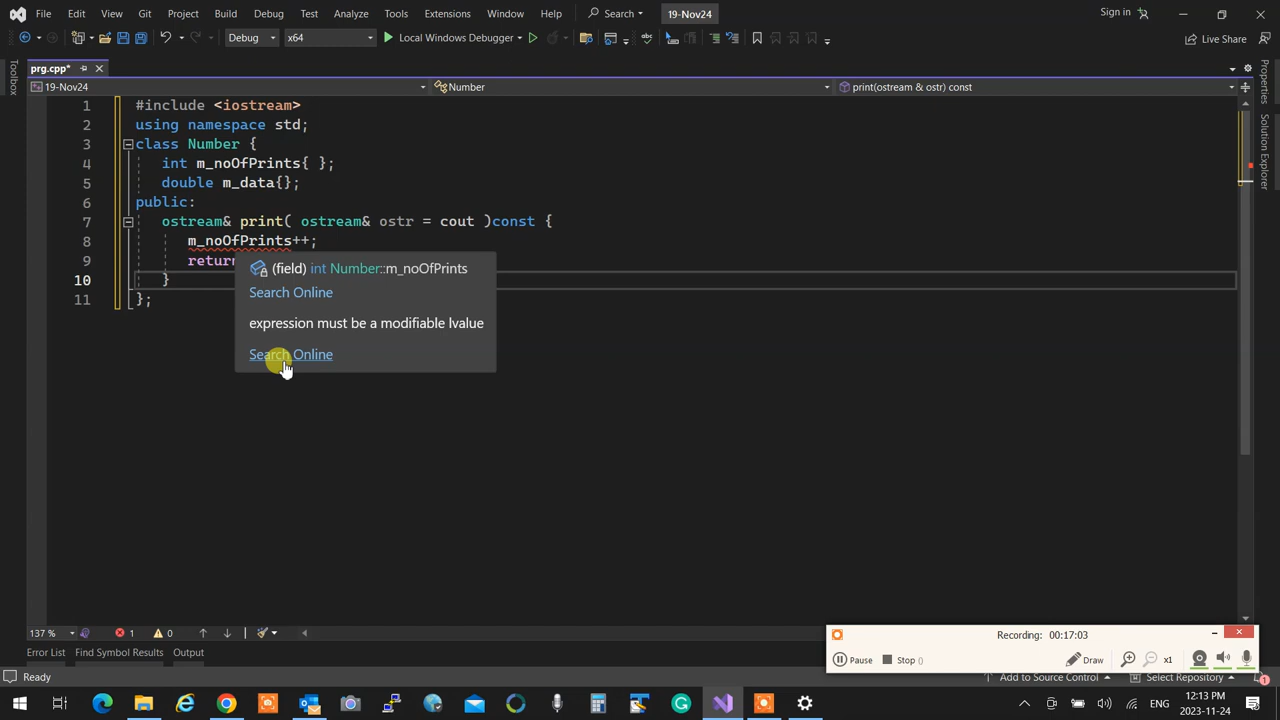 File Edit View Git Project Build Debug Test Analyze Tools Extensions Window Help Search 19-Nov24 Sign in
Debug x64 Local Windows Debugger Live Share
Toolbox
prg.cpp*
19-Nov24 Number print(ostream & ostr) const
1 #include <iostream>
2 using namespace std;
3 class Number {
4 int m_noOfPrints{ };
5 double m_data{};
6 public:
7 ostream& print( ostream& ostr = cout )const {
8 m_noOfPrints++;
9 return
10 }
11 };
(field) int Number::m_noOfPrints
Search Online
expression must be a modifiable lvalue
Search Online
Properties
Solution Explorer
137 % 1 0
Error List Find Symbol Results Output
Ready
Recording: 00:17:03
Pause Stop () Draw x1
Add to Source Control Select Repository 1
ENG 12:13 PM
2023-11-24